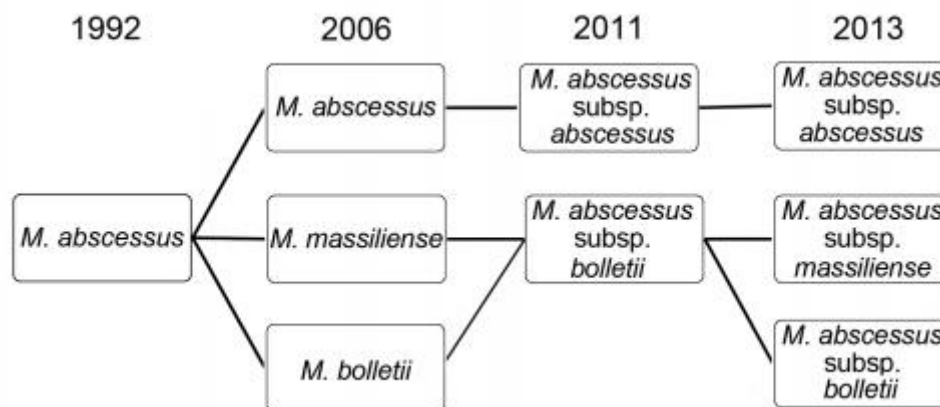 1992
2006
2011
2013
M. abscessus
M. abscessus
M. massiliense
M. bolletii
M. abscessus
subsp.
abscessus
M. abscessus
subsp.
bolletii
M. abscessus
subsp.
abscessus
M. abscessus
subsp.
massiliense
M. abscessus
subsp.
bolletii